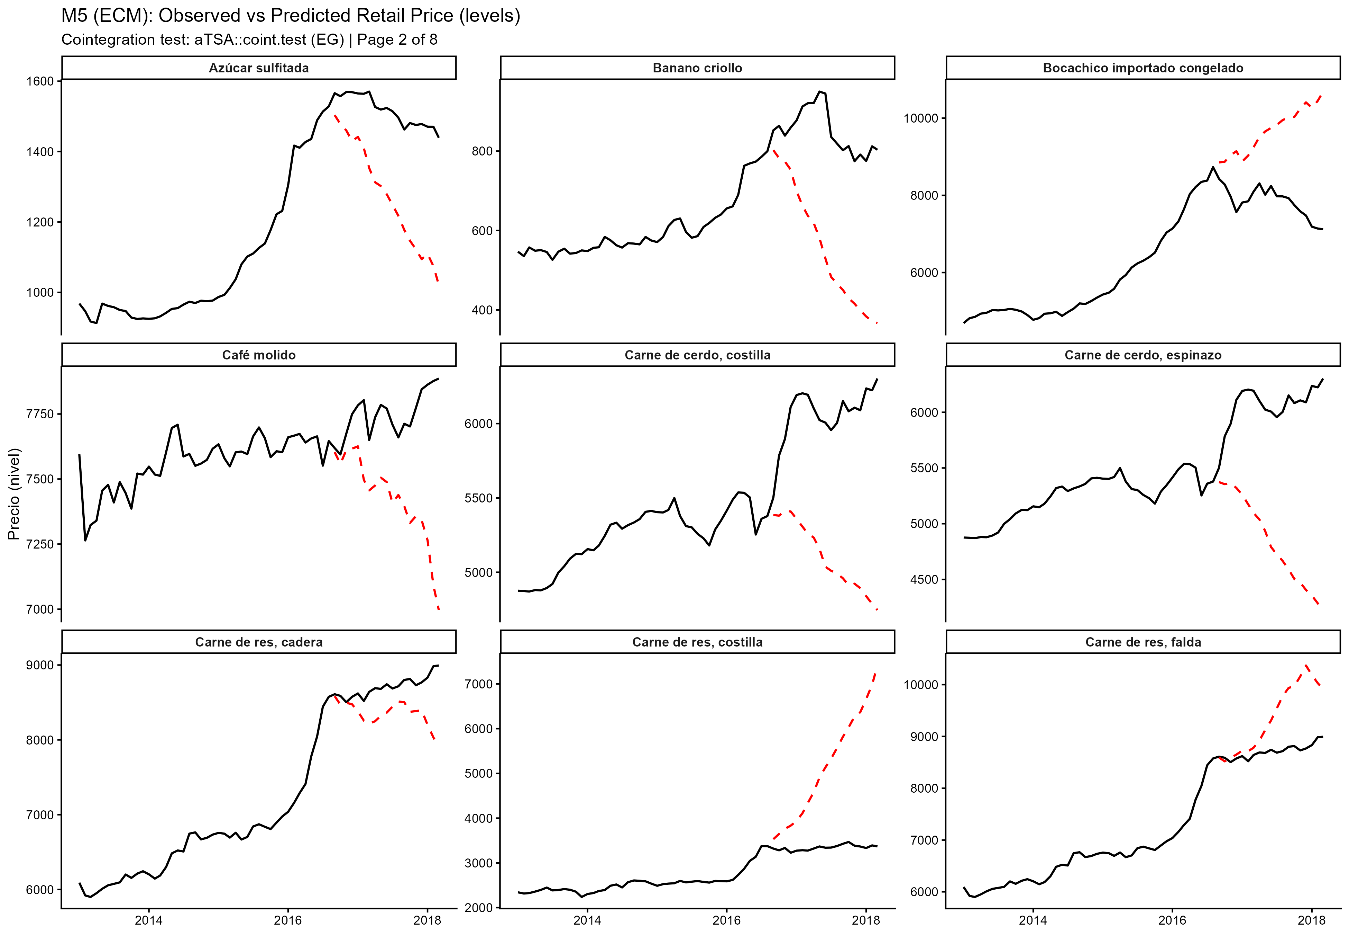 M5 (ECM): Observed vs Predicted Retail Price (levels)
Cointegration test: aTSA::coint.test (EG) | Page 2 of 8
Azúcar sulfitada
Banano criollo
Bocachico importado congelado
1600
1400
1200
1000
800
600
400
10000
8000
6000
Café molido
Carne de cerdo, costilla
Carne de cerdo, espinazo
Precio (nivel)
7750
7500
7250
7000
6000
5500
5000
6000
5500
5000
4500
Carne de res, cadera
Carne de res, costilla
Carne de res, falda
9000
8000
7000
6000
7000
6000
5000
4000
3000
2000
10000
9000
8000
7000
6000
2014 2016 2018
2014 2016 2018
2014 2016 2018